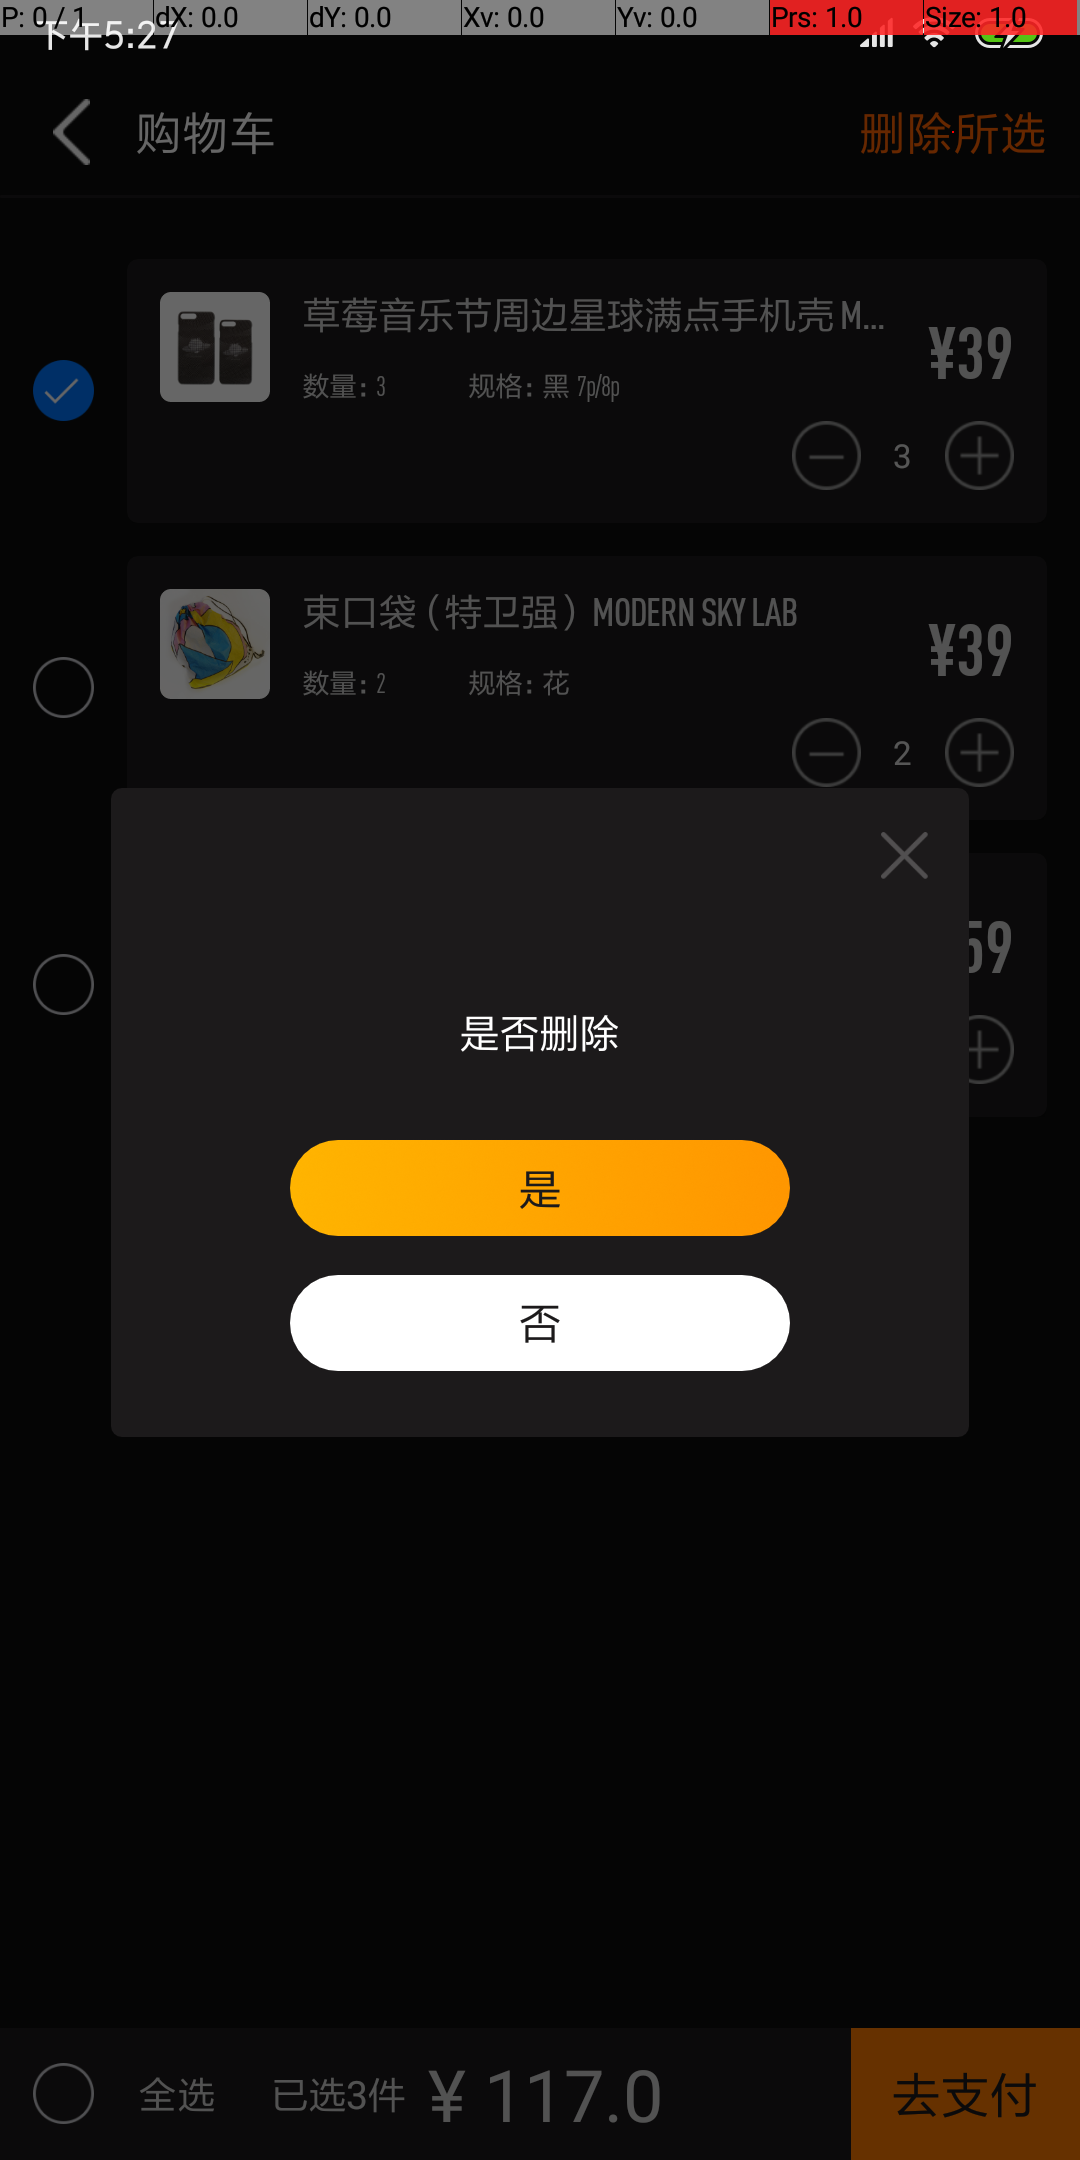 P: 0 / 1 dX: 0.0 dY: 0.0 Xv: 0.0 Yv: 0.0 Prs: 1.0 Size: 1.0
下午5:27
购物车 删除所选
草莓音乐节周边星球满点手机壳 M...
¥39
数量: 3 规格: 黑 7p/8p
3
束口袋 (特卫强) MODERN SKY LAB
¥39
数量: 2 规格: 花
2
59
是否删除
是
否
全选 已选3件 ¥ 117.0 去支付